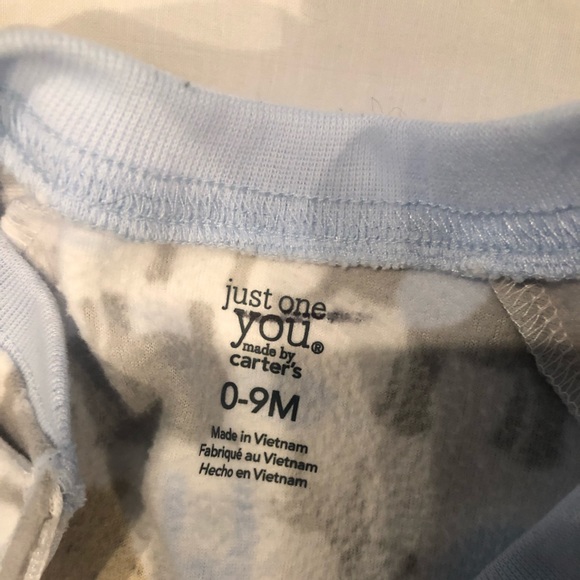 just one
you®
made by
carter's
0-9M
Made in Vietnam
Fabriqué au Vietnam
Hecho en Vietnam